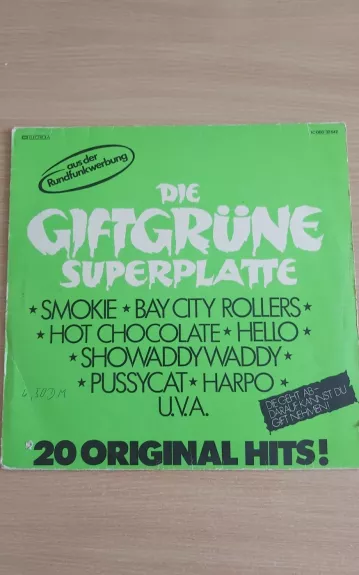 aus der
Rundfunkwerbung
DIE
GIFTGRÜNE
SUPERPLATTE
★ SMOKIE ★ BAY CITY ROLLERS ★
★ HOT CHOCOLATE ★ HELLO ★
★ SHOWADDYWADDY ★
★ PUSSYCAT ★ HARPO ★
U.V.A.
DIE GEHT AB–
DARAUF KANNST DU
GIFT NEHMEN!
20 ORIGINAL HITS!